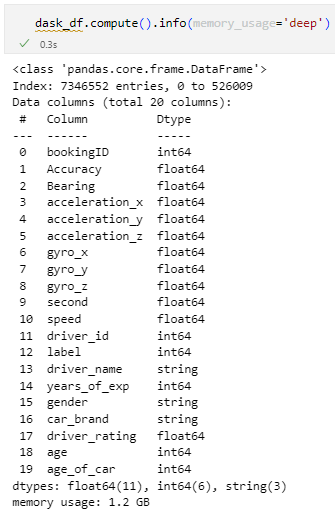 dask_df.compute().info(memory_usage='deep')
0.3s
<class 'pandas.core.frame.DataFrame'>
Index: 7346552 entries, 0 to 526009
Data columns (total 20 columns):
 #   Column          Dtype
---  ------          -----
 0   bookingID       int64
 1   Accuracy        float64
 2   Bearing         float64
 3   acceleration_x  float64
 4   acceleration_y  float64
 5   acceleration_z  float64
 6   gyro_x          float64
 7   gyro_y          float64
 8   gyro_z          float64
 9   second          float64
 10  speed           float64
 11  driver_id       int64
 12  label           int64
 13  driver_name     string
 14  years_of_exp    int64
 15  gender          string
 16  car_brand       string
 17  driver_rating   float64
 18  age             int64
 19  age_of_car      int64
dtypes: float64(11), int64(6), string(3)
memory usage: 1.2 GB